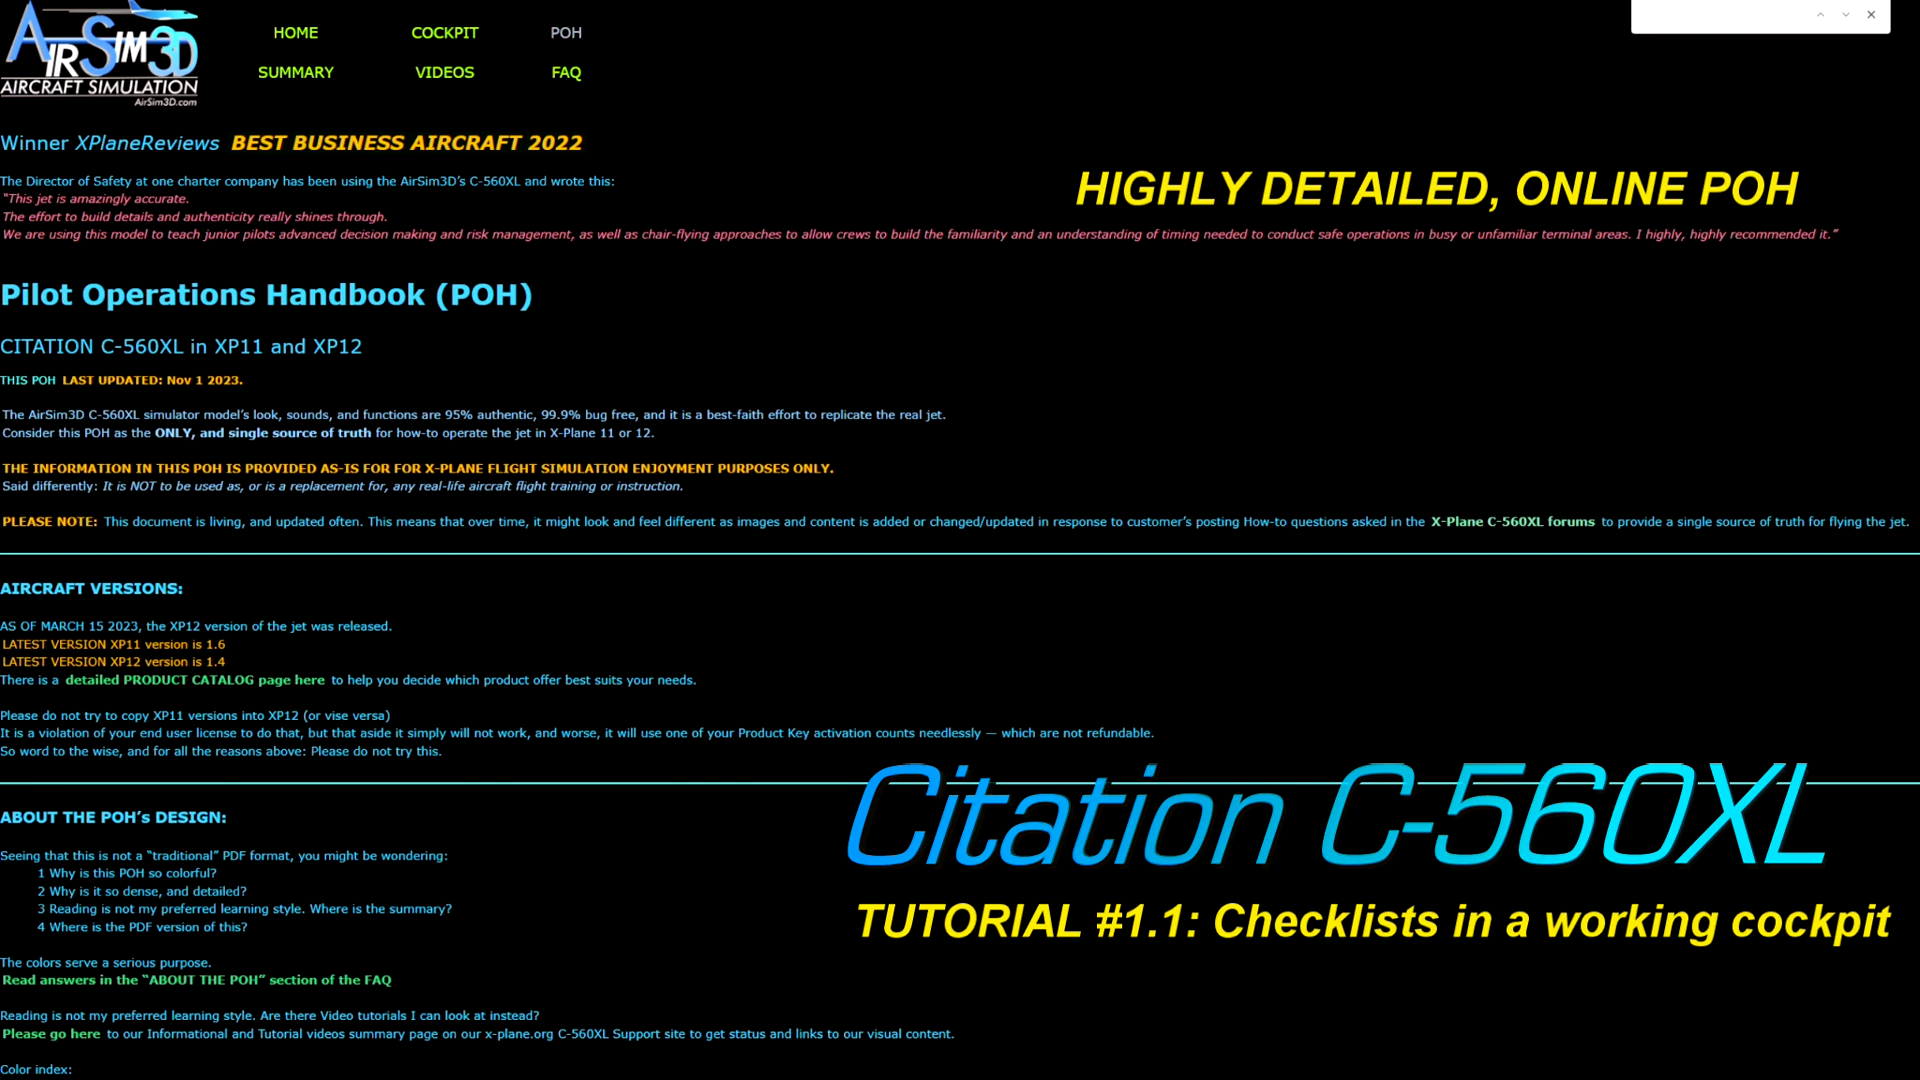 AIRSIM3D
AIRCRAFT SIMULATION
AirSim3D.com
HOME COCKPIT POH
SUMMARY VIDEOS FAQ
Winner XPlaneReviews BEST BUSINESS AIRCRAFT 2022
The Director of Safety at one charter company has been using the AirSim3D’s C-560XL and wrote this:
“This jet is amazingly accurate.
The effort to build details and authenticity really shines through.
We are using this model to teach junior pilots advanced decision making and risk management, as well as chair-flying approaches to allow crews to build the familiarity and an understanding of timing needed to conduct safe operations in busy or unfamiliar terminal areas. I highly, highly recommended it.”
HIGHLY DETAILED, ONLINE POH
Pilot Operations Handbook (POH)
CITATION C-560XL in XP11 and XP12
THIS POH LAST UPDATED: Nov 1 2023.
The AirSim3D C-560XL simulator model’s look, sounds, and functions are 95% authentic, 99.9% bug free, and it is a best-faith effort to replicate the real jet.
Consider this POH as the ONLY, and single source of truth for how-to operate the jet in X-Plane 11 or 12.
THE INFORMATION IN THIS POH IS PROVIDED AS-IS FOR FOR X-PLANE FLIGHT SIMULATION ENJOYMENT PURPOSES ONLY.
Said differently: It is NOT to be used as, or is a replacement for, any real-life aircraft flight training or instruction.
PLEASE NOTE: This document is living, and updated often. This means that over time, it might look and feel different as images and content is added or changed/updated in response to customer’s posting How-to questions asked in the X-Plane C-560XL forums to provide a single source of truth for flying the jet.
AIRCRAFT VERSIONS:
AS OF MARCH 15 2023, the XP12 version of the jet was released.
LATEST VERSION XP11 version is 1.6
LATEST VERSION XP12 version is 1.4
There is a detailed PRODUCT CATALOG page here to help you decide which product offer best suits your needs.
Please do not try to copy XP11 versions into XP12 (or vise versa)
It is a violation of your end user license to do that, but that aside it simply will not work, and worse, it will use one of your Product Key activation counts needlessly — which are not refundable.
So word to the wise, and for all the reasons above: Please do not try this.
Citation C-560XL
TUTORIAL #1.1: Checklists in a working cockpit
ABOUT THE POH’s DESIGN:
Seeing that this is not a “traditional” PDF format, you might be wondering:
1 Why is this POH so colorful?
2 Why is it so dense, and detailed?
3 Reading is not my preferred learning style. Where is the summary?
4 Where is the PDF version of this?
The colors serve a serious purpose.
Read answers in the “ABOUT THE POH” section of the FAQ
Reading is not my preferred learning style. Are there Video tutorials I can look at instead?
Please go here to our Informational and Tutorial videos summary page on our x-plane.org C-560XL Support site to get status and links to our visual content.
Color index: